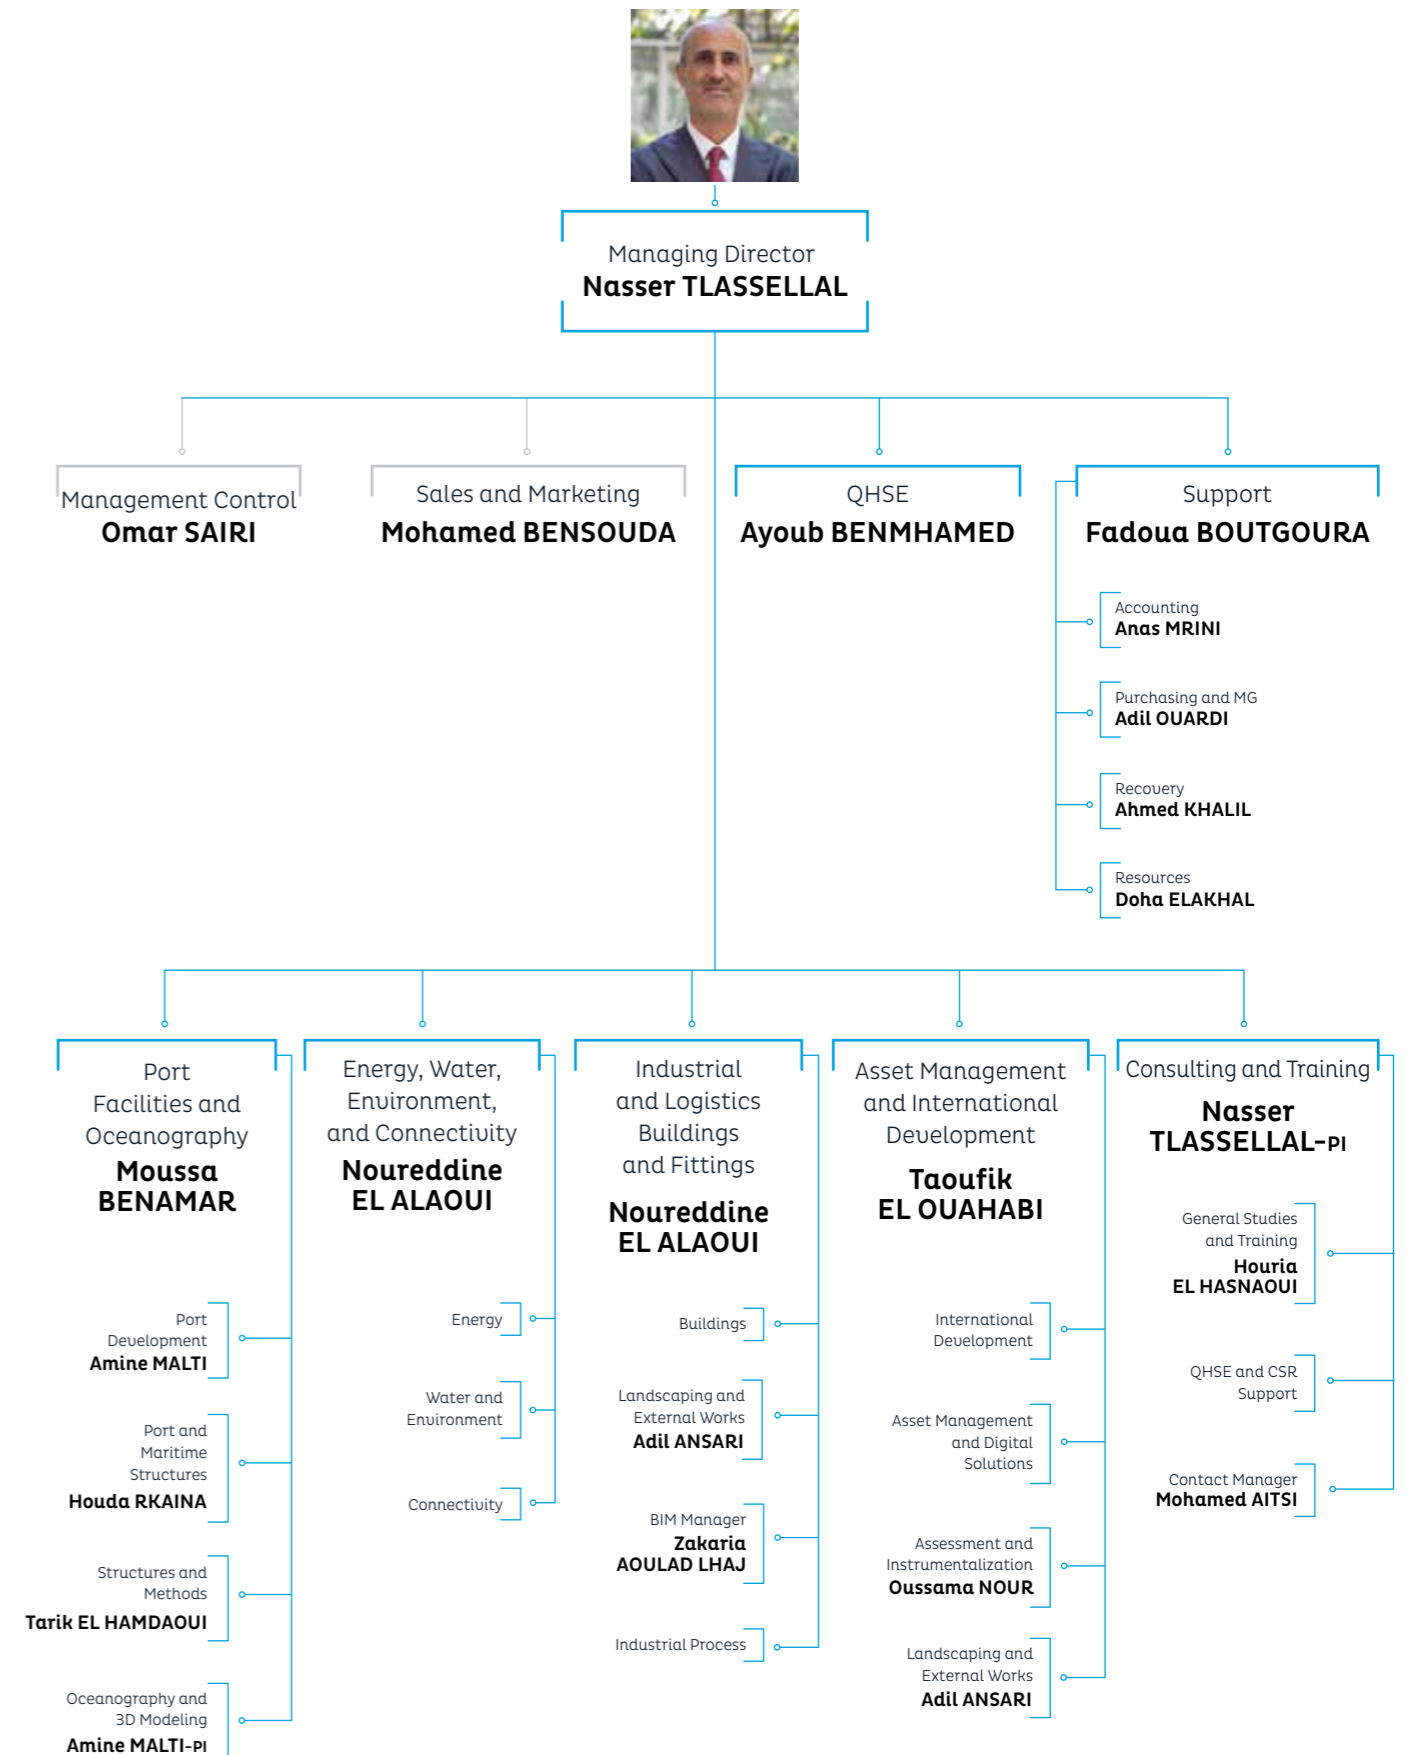 Managing Director
Nasser TLASSELLAL
Management Control
Omar SAIRI
Sales and Marketing
Mohamed BENSOUDA
QHSE
Ayoub BENMHAMED
Support
Fadoua BOUTGOURA
Accounting
Anas MRINI
Purchasing and MG
Adil OUARDI
Recovery
Ahmed KHALIL
Resources
Doha ELAKHAL
Port
Facilities and
Oceanography
Moussa
BENAMAR
Port
Development
Amine MALTI
Port and
Maritime
Structures
Houda RKAINA
Structures and
Methods
Tarik EL HAMDAOUI
Oceanography and
3D Modeling
Amine MALTI-PI
Energy, Water,
Environment,
and Connectivity
Noureddine
EL ALAOUI
Energy
Water and
Environment
Connectivity
Industrial
and Logistics
Buildings
and Fittings
Noureddine
EL ALAOUI
Buildings
Landscaping and
External Works
Adil ANSARI
BIM Manager
Zakaria
AOULAD LHAJ
Industrial Process
Asset Management
and International
Development
Taoufik
EL OUAHABI
International
Development
Asset Management
and Digital
Solutions
Assessment and
Instrumentalization
Oussama NOUR
Landscaping and
External Works
Adil ANSARI
Consulting and Training
Nasser
TLASSELLAL-PI
General Studies
and Training
Houria
EL HASNAOUI
QHSE and CSR
Support
Contact Manager
Mohamed AITSI